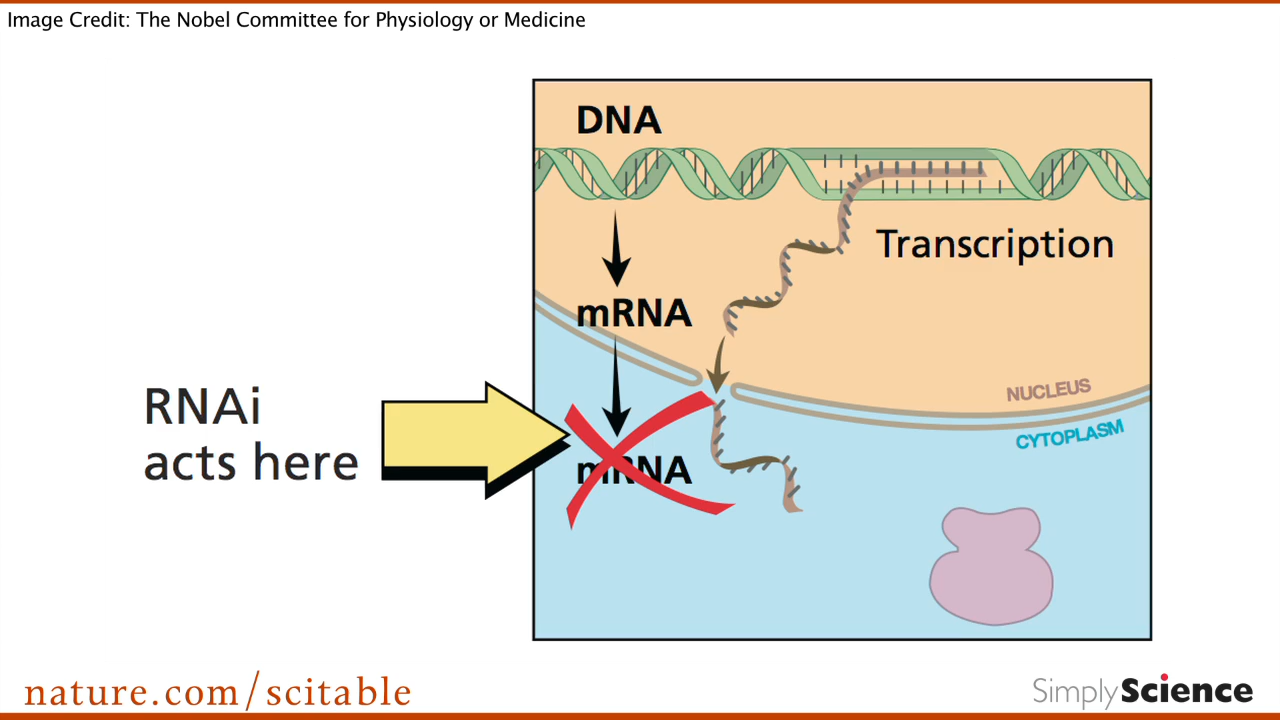 Image Credit: The Nobel Committee for Physiology or Medicine
DNA
Transcription
mRNA
NUCLEUS
CYTOPLASM
RNAi
acts here
mRNA
nature.com/scitable
SimplyScience